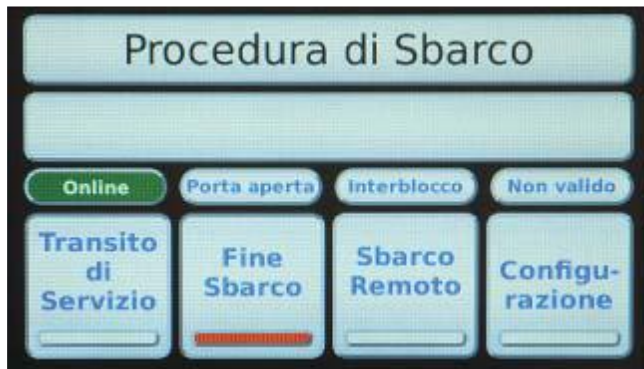 Procedura di Sbarco
Online
Porta aperta
Interblocco
Non valido
Transito
di
Servizio
Fine
Sbarco
Sbarco
Remoto
Configu-
razione